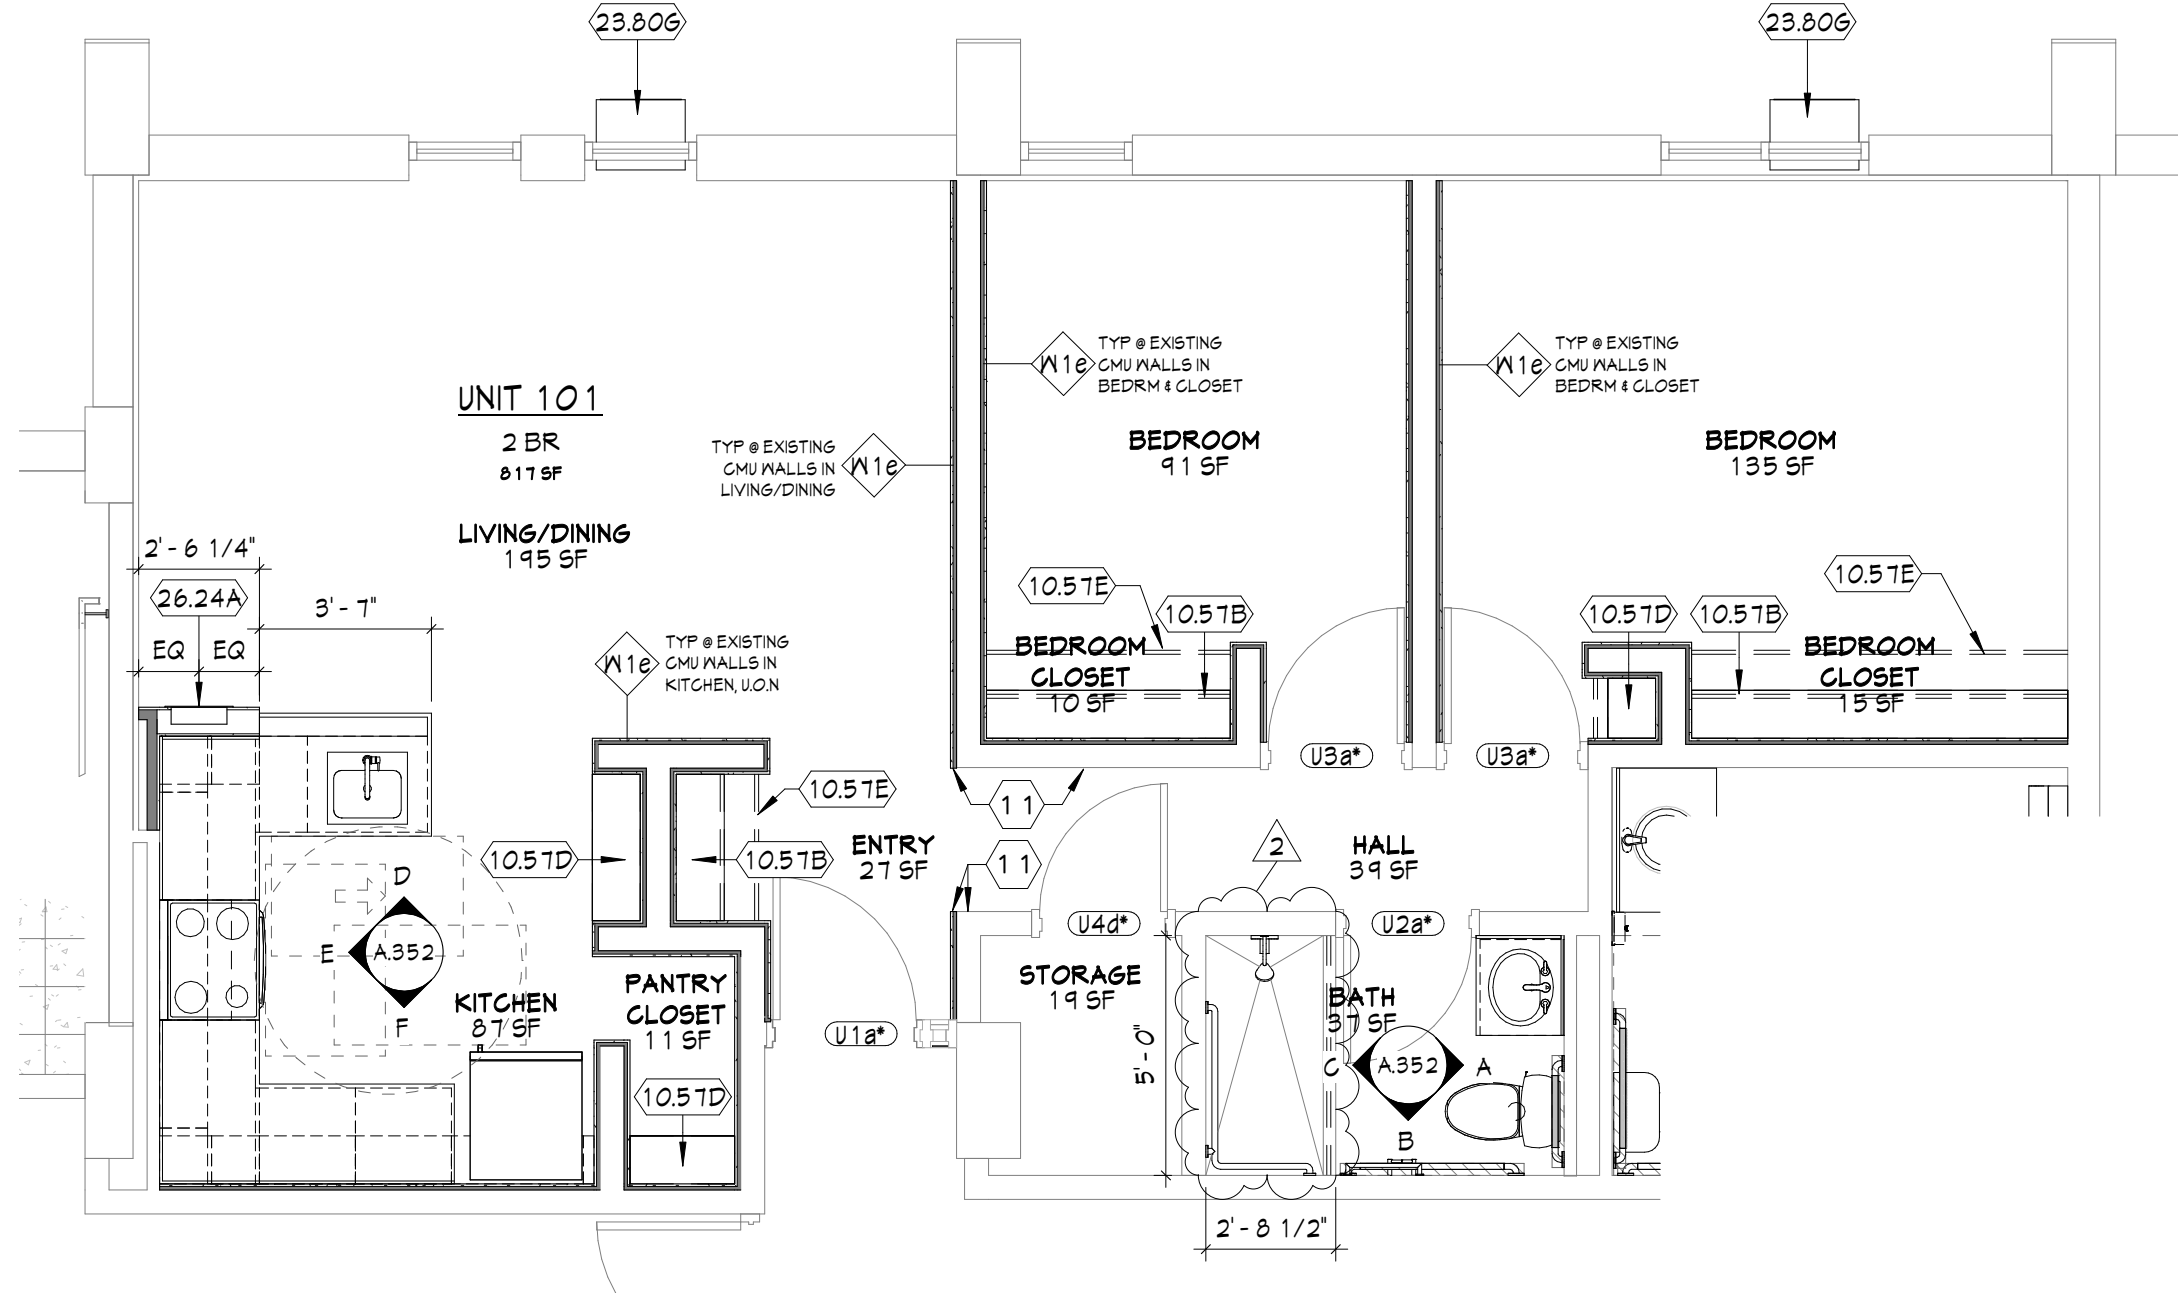 23.80G
23.80G
TYP @ EXISTING
CMU WALLS IN
BEDRM & CLOSET
W1e
TYP @ EXISTING
CMU WALLS IN
BEDRM & CLOSET
W1e
UNIT 101
2 BR
817 SF
TYP @ EXISTING
CMU WALLS IN
LIVING/DINING
W1e
BEDROOM
91 SF
BEDROOM
135 SF
LIVING/DINING
195 SF
2'- 6 1/4"
26.24A
3'- 7"
EQ
EQ
10.57E
10.57B
BEDROOM
CLOSET
10 SF
10.57E
10.57D
10.57B
BEDROOM
CLOSET
15 SF
W1e
TYP @ EXISTING
CMU WALLS IN
KITCHEN, U.O.N
U3a*
U3a*
10.57E
11
ENTRY
27 SF
10.57D
10.57B
11
2
HALL
39 SF
D
E
A.352
F
KITCHEN
87 SF
PANTRY
CLOSET
11 SF
U4d*
U2a*
STORAGE
19 SF
BATH
37 SF
U1a*
5'- 0"
C
A.352
A
B
10.57D
2'- 8 1/2"